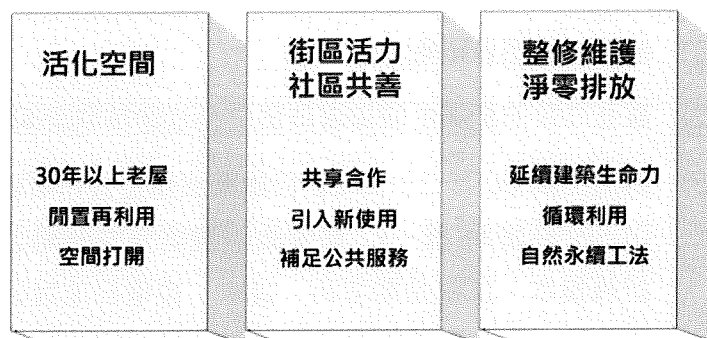 活化空間
30年以上老屋
閒置再利用
空間打開
街區活力
社區共善
共享合作
引入新使用
補足公共服務
整修維護
淨零排放
延續建築生命力
循環利用
自然永續工法